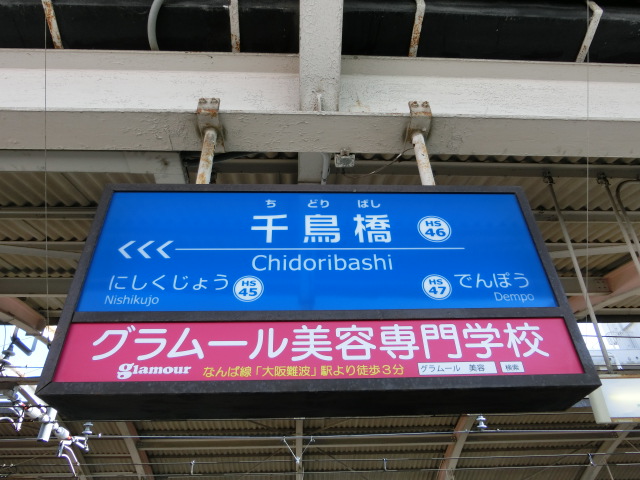 ち どり ばし
千鳥橋
HS
46
<<<
Chidoribashi
にしくじょう
Nishikujo
HS
45
HS
47
でんぽう
Dempo
グラムール美容専門学校
glamour
なんば線「大阪難波」駅より徒歩3分
グラムール 美容
検索